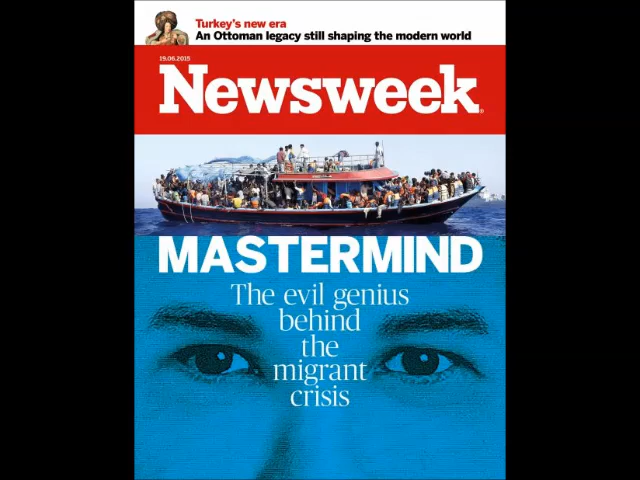 Turkey's new era
An Ottoman legacy still shaping the modern world
19.06.2015
Newsweek
MASTERMIND
The evil genius
behind
the
migrant
crisis